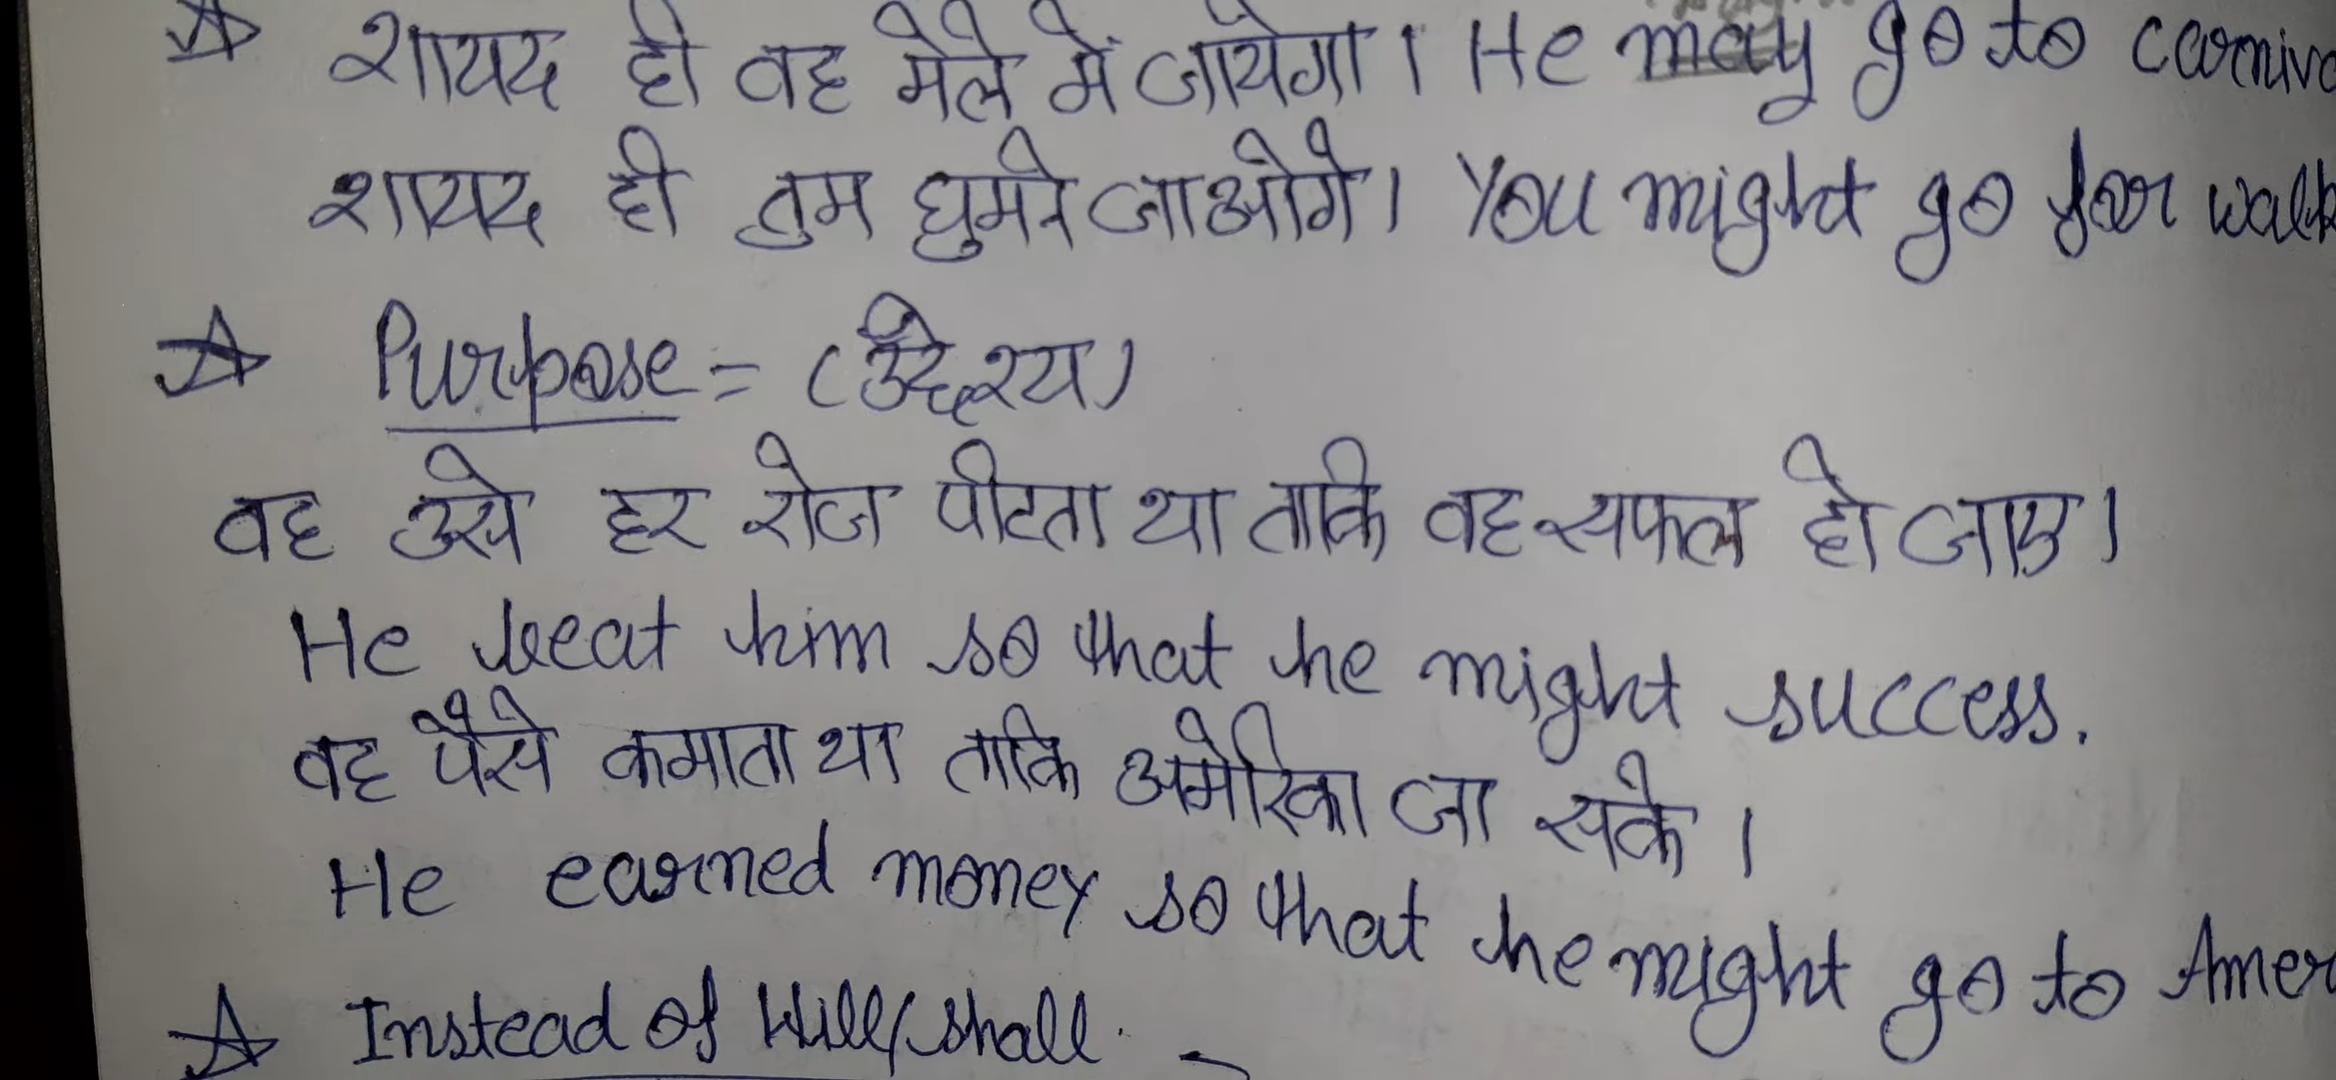 ☆ शायद ही वह मेले में जायेगा। He may go to carniva
शायद ही तुम घुमने जाओगे। You might go for walk
☆ Purpose = (उद्देश्य)
वह उसे हर रोज पीटता था ताकि वह सफल हो जाए।
He beat him so that he might success.
वह पैसे कमाता था ताकि अमेरिका जा सके।
He earned money so that he might go to Amer
☆ Instead of Will/shall.